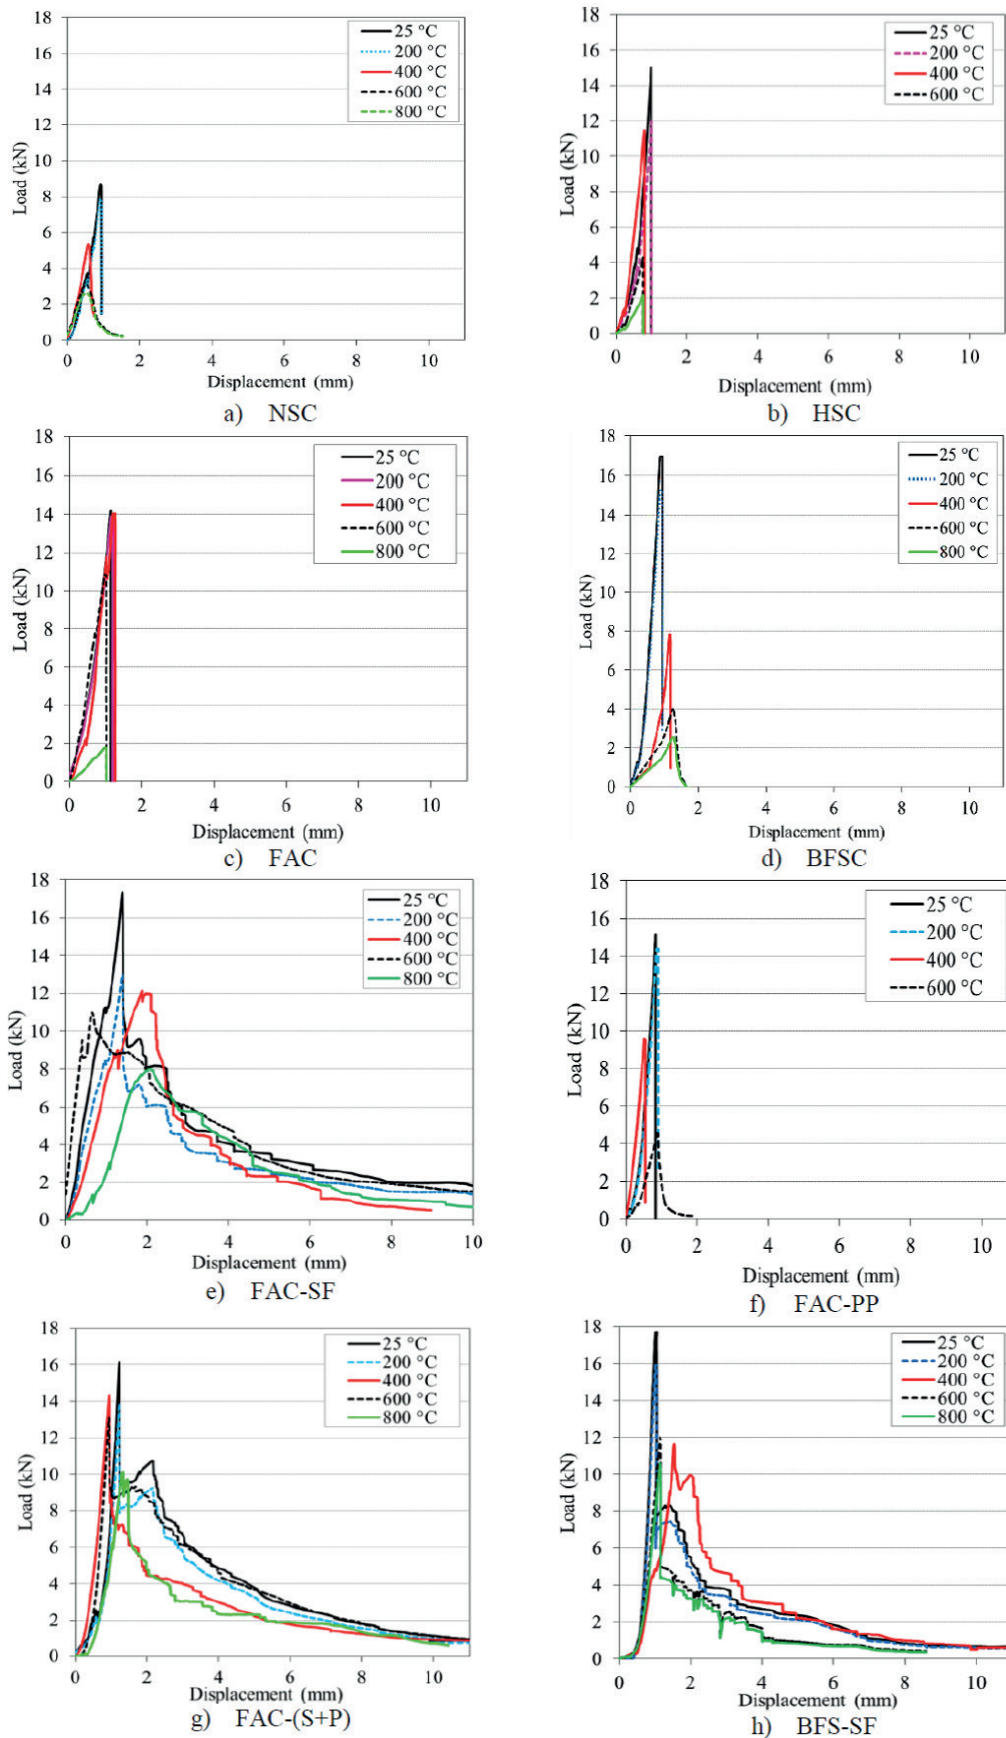 18
16
14
12
10
8
6
4
2
0
Load (kN)
25 °C
200 °C
400 °C
600 °C
800 °C
0 2 4 6 8 10
Displacement (mm)
a) NSC
18
16
14
12
10
8
6
4
2
0
Load (kN)
25 °C
200 °C
400 °C
600 °C
0 2 4 6 8 10
Displacement (mm)
b) HSC
18
16
14
12
10
8
6
4
2
0
Load (kN)
25 °C
200 °C
400 °C
600 °C
800 °C
0 2 4 6 8 10
Displacement (mm)
c) FAC
18
16
14
12
10
8
6
4
2
0
Load (kN)
25 °C
200 °C
400 °C
600 °C
800 °C
0 2 4 6 8 10
Displacement (mm)
d) BFSC
18
16
14
12
10
8
6
4
2
0
Load (kN)
25 °C
200 °C
400 °C
600 °C
800 °C
0 2 4 6 8 10
Displacement (mm)
e) FAC-SF
18
16
14
12
10
8
6
4
2
0
Load (kN)
25 °C
200 °C
400 °C
600 °C
0 2 4 6 8 10
Displacement (mm)
f) FAC-PP
18
16
14
12
10
8
6
4
2
0
Load (kN)
25 °C
200 °C
400 °C
600 °C
800 °C
0 2 4 6 8 10
Displacement (mm)
g) FAC-(S+P)
18
16
14
12
10
8
6
4
2
0
Load (kN)
25 °C
200 °C
400 °C
600 °C
800 °C
0 2 4 6 8 10
Displacement (mm)
h) BFS-SF